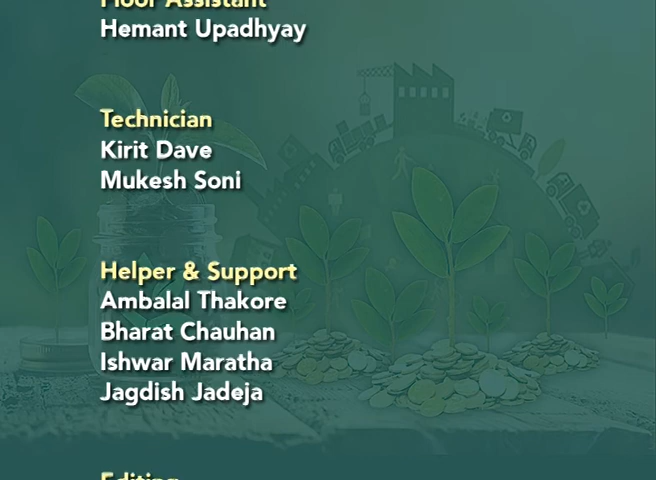 Floor Assistant
Hemant Upadhyay
Technician
Kirit Dave
Mukesh Soni
Helper & Support
Ambalal Thakore
Bharat Chauhan
Ishwar Maratha
Jagdish Jadeja
Editing